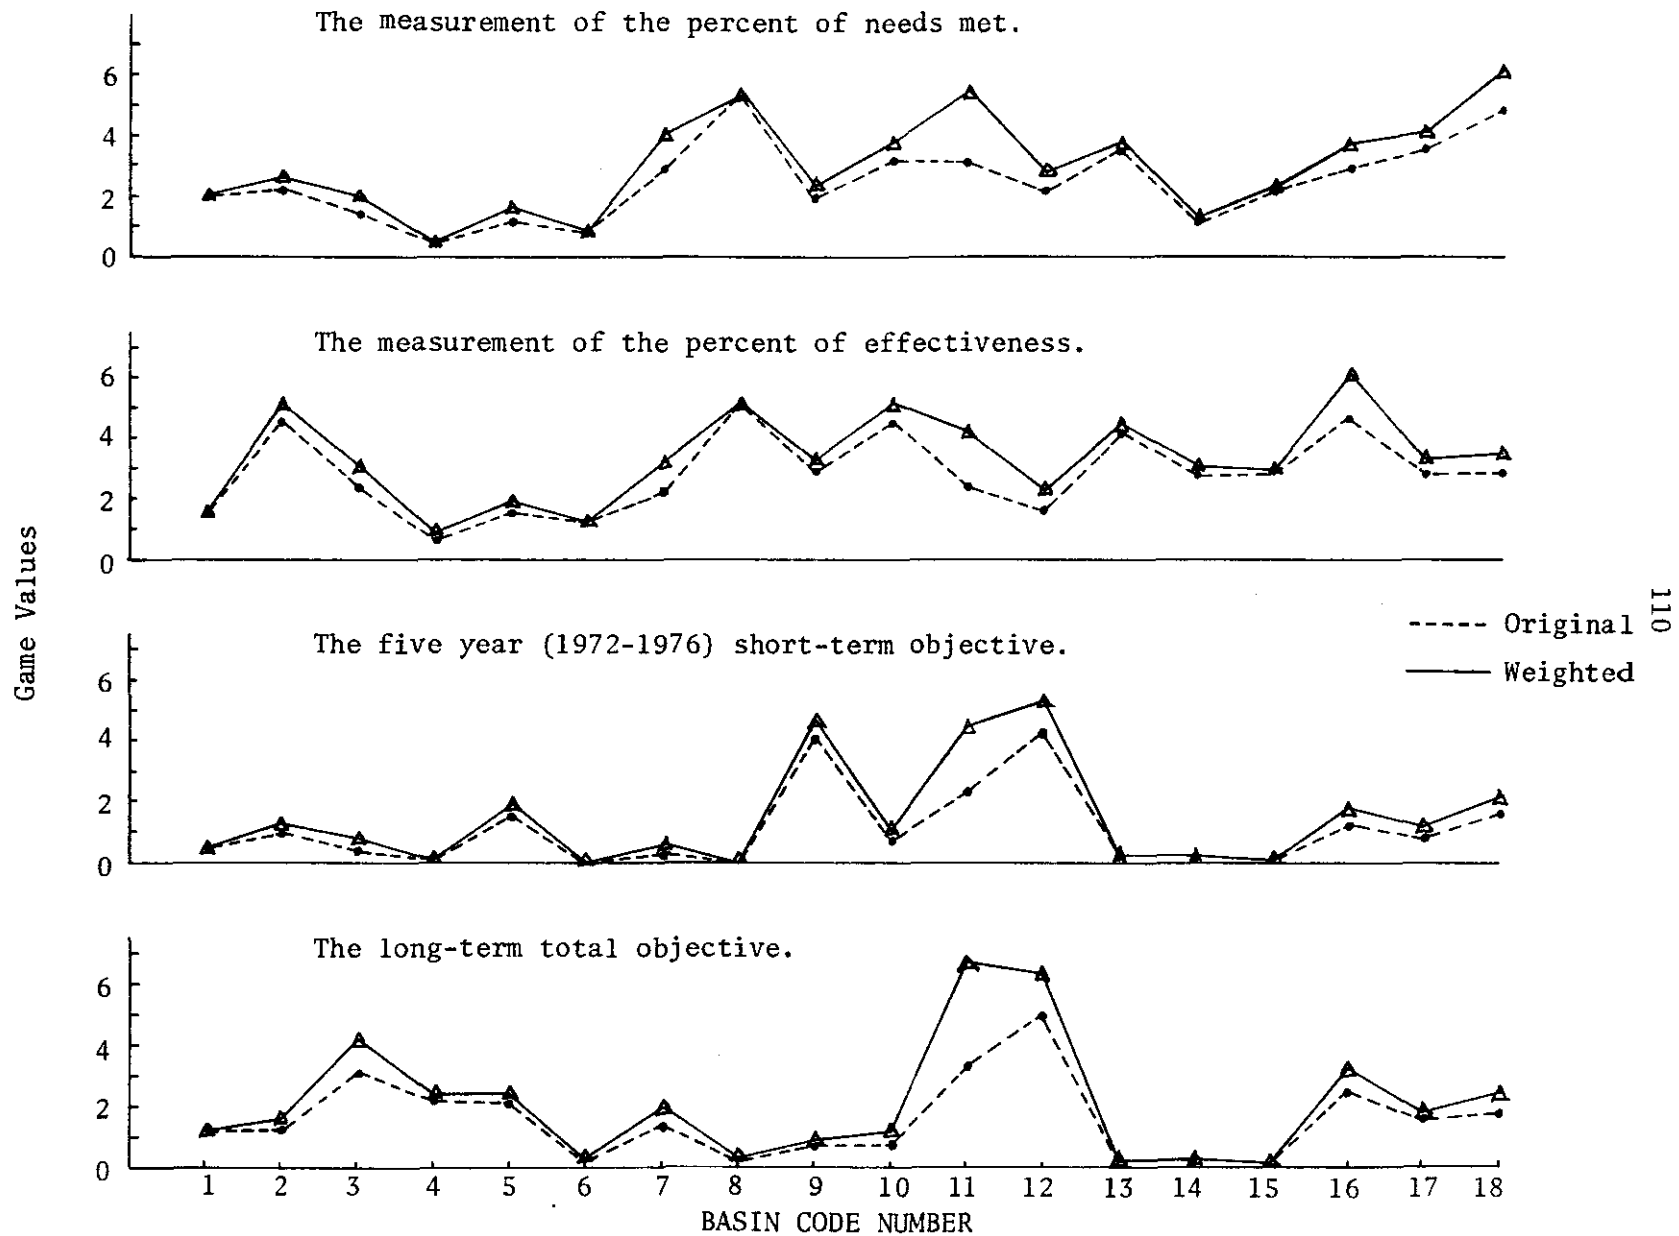 The measurement of the percent of needs met.
6
4
2
0
The measurement of the percent of effectiveness.
6
4
2
0
Game Values
110
The five year (1972-1976) short-term objective.
Original
Weighted
6
4
2
0
The long-term total objective.
6
4
2
0
1 2 3 4 5 6 7 8 9 10 11 12 13 14 15 16 17 18
BASIN CODE NUMBER